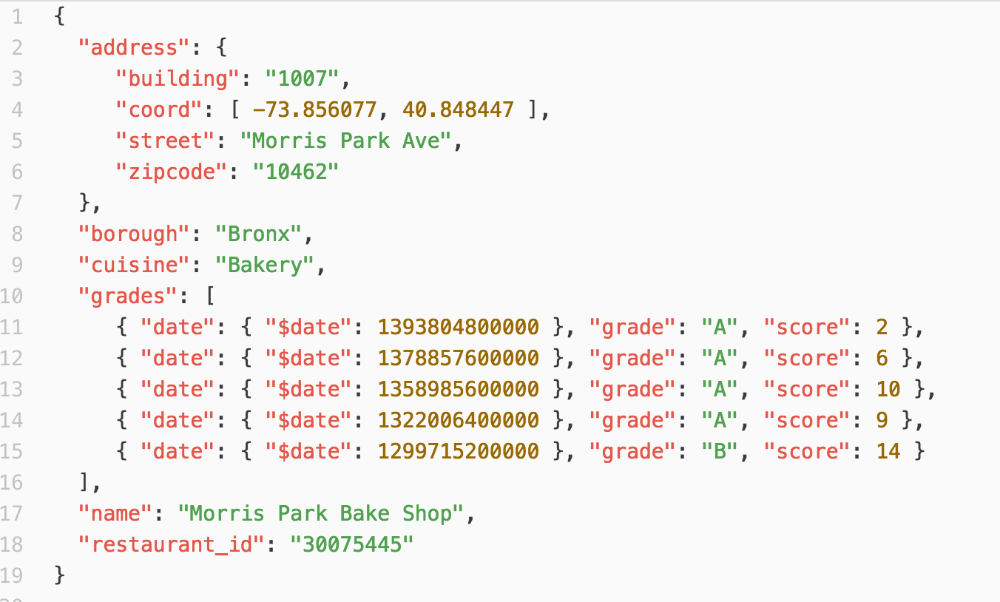 1 {
2 "address": {
3 "building": "1007",
4 "coord": [ -73.856077, 40.848447 ],
5 "street": "Morris Park Ave",
6 "zipcode": "10462"
7 },
8 "borough": "Bronx",
9 "cuisine": "Bakery",
10 "grades": [
11 { "date": { "$date": 1393804800000 }, "grade": "A", "score": 2 },
12 { "date": { "$date": 1378857600000 }, "grade": "A", "score": 6 },
13 { "date": { "$date": 1358985600000 }, "grade": "A", "score": 10 },
14 { "date": { "$date": 1322006400000 }, "grade": "A", "score": 9 },
15 { "date": { "$date": 1299715200000 }, "grade": "B", "score": 14 }
16 ],
17 "name": "Morris Park Bake Shop",
18 "restaurant_id": "30075445"
19 }